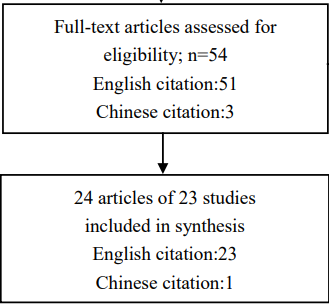 Full-text articles assessed for
eligibility; n=54
English citation:51
Chinese citation:3
24 articles of 23 studies
included in synthesis
English citation:23
Chinese citation:1